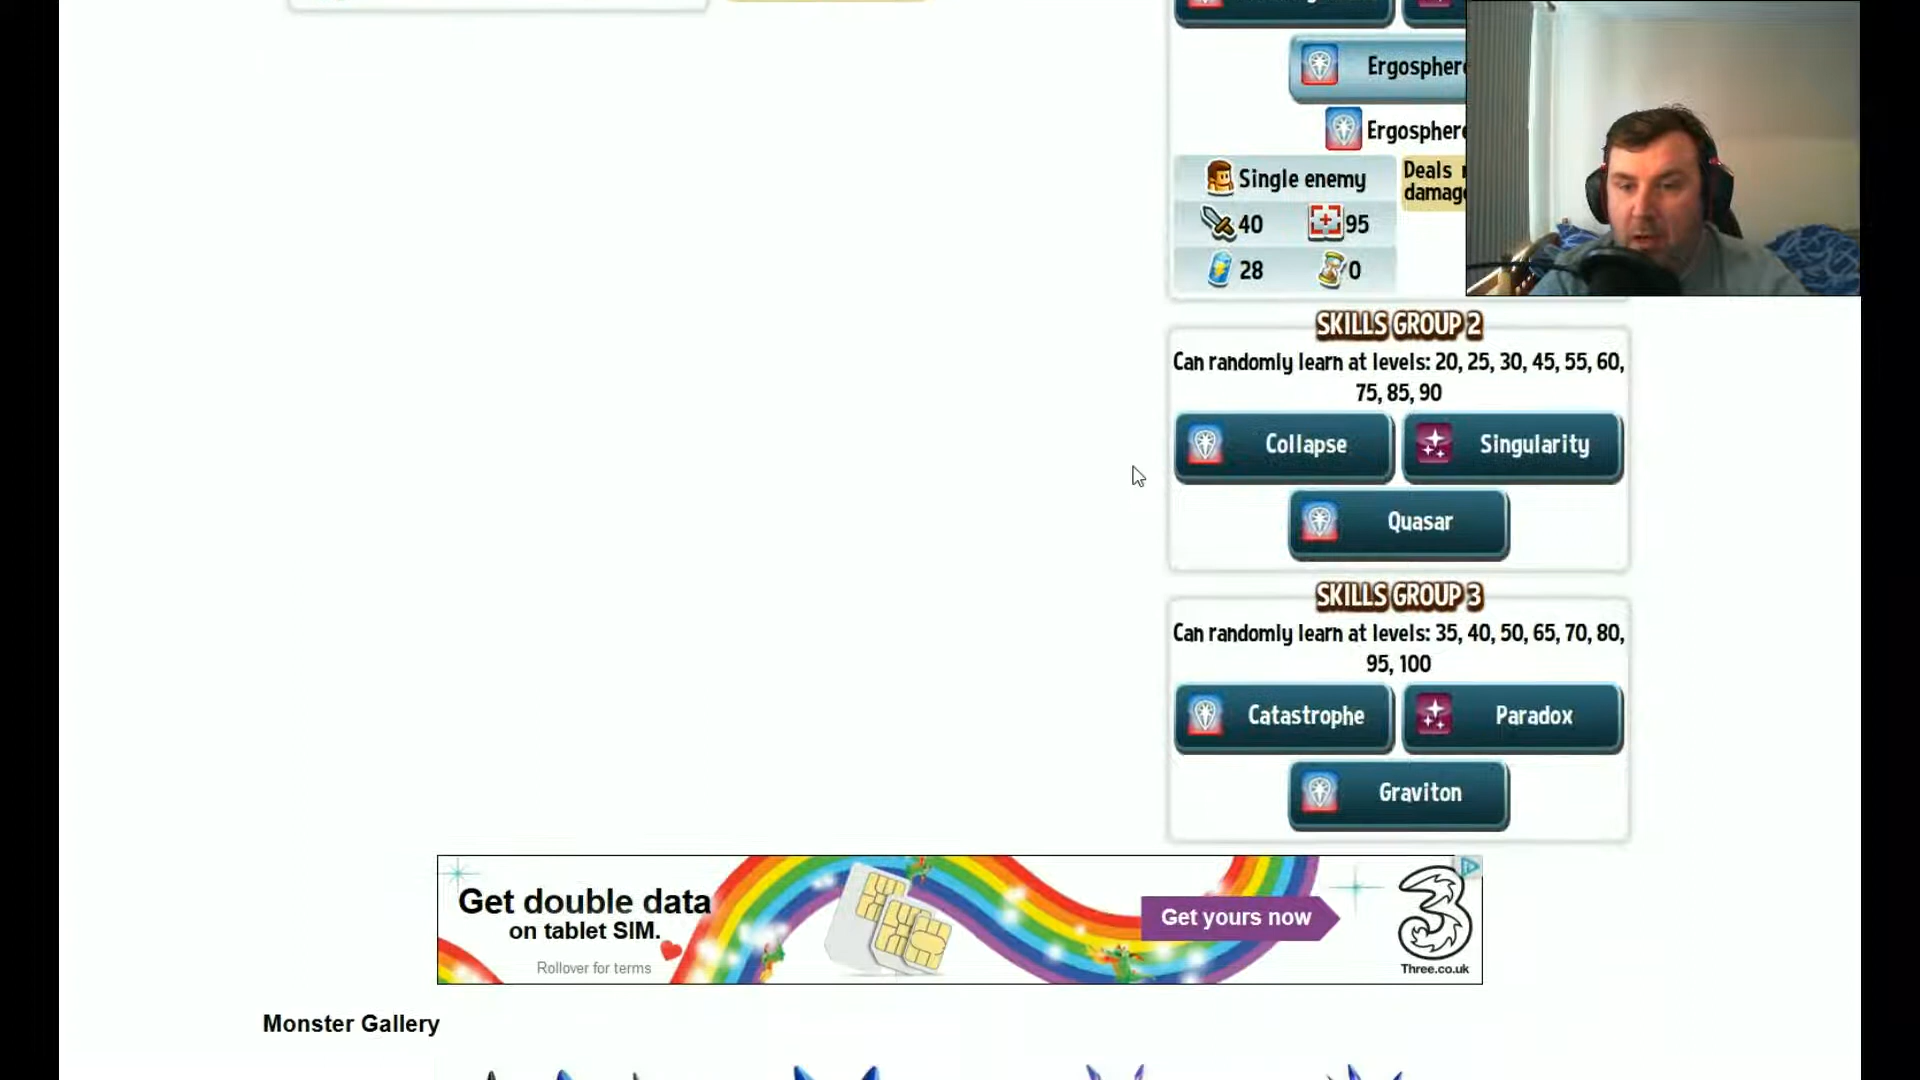 Ergosphere
Ergosphere
Single enemy
40 95
28 0
Deals
damage
SKILLS GROUP 2
Can randomly learn at levels: 20, 25, 30, 45, 55, 60,
75, 85, 90
Collapse
Singularity
Quasar
SKILLS GROUP 3
Can randomly learn at levels: 35, 40, 50, 65, 70, 80,
95, 100
Catastrophe
Paradox
Graviton
Get double data
on tablet SIM.
Rollover for terms
Get yours now
3
Three.co.uk
Monster Gallery